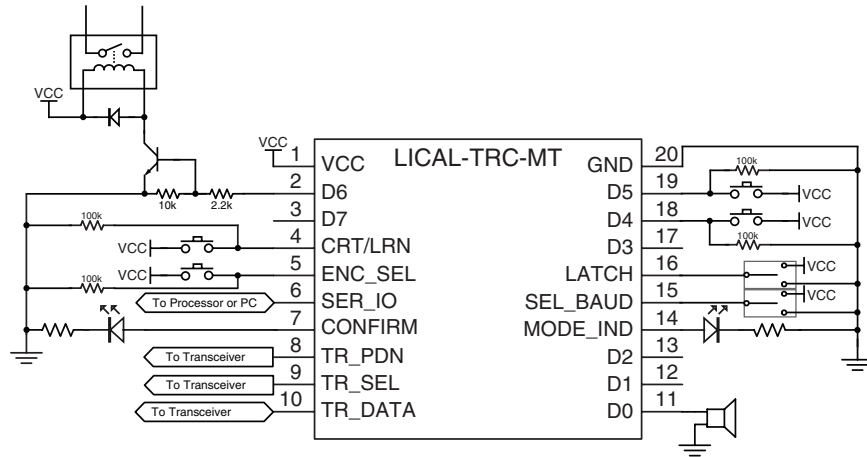 VCC
VCC
LICAL-TRC-MT
1
VCC
GND
20
100k
2
D6
D5
19
VCC
10k
2.2k
3
D7
D4
18
VCC
100k
4
CRT/LRN
D3
17
100k
VCC
5
ENC_SEL
LATCH
16
VCC
VCC
100k
6
SER_IO
SEL_BAUD
15
VCC
To Processor or PC
7
CONFIRM
MODE_IND
14
8
TR_PDN
D2
13
To Transceiver
9
TR_SEL
D1
12
To Transceiver
10
TR_DATA
D0
11
To Transceiver